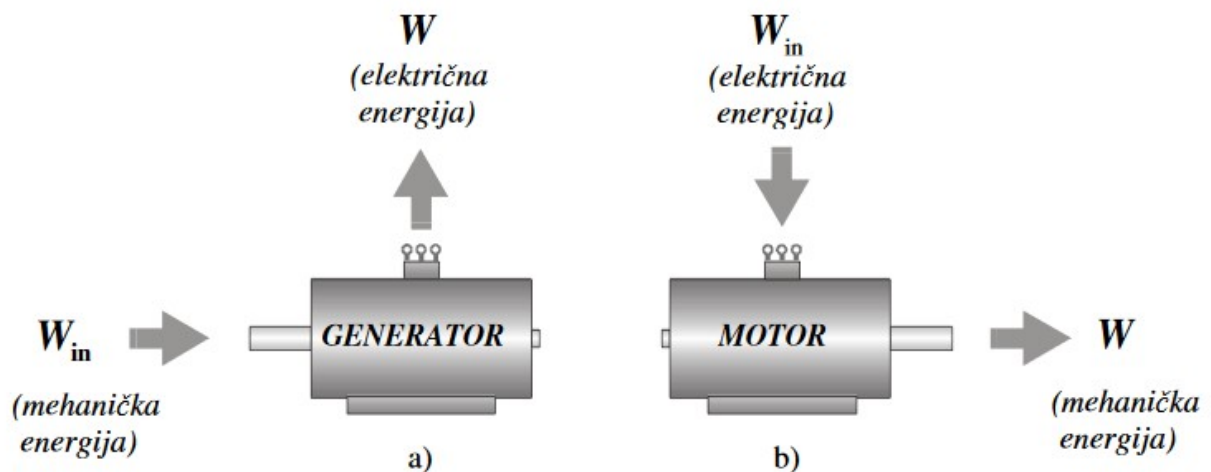 W
(električna
energija)
W_in
(električna
energija)
GENERATOR
MOTOR
W_in
(mehanička
energija)
W
(mehanička
energija)
a)
b)